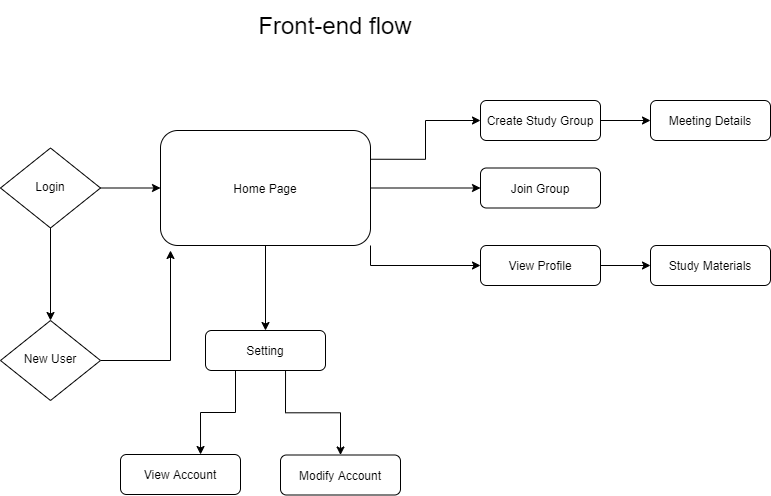 Front-end flow
Create Study Group
Meeting Details
Login
Home Page
Join Group
View Profile
Study Materials
New User
Setting
View Account
Modify Account